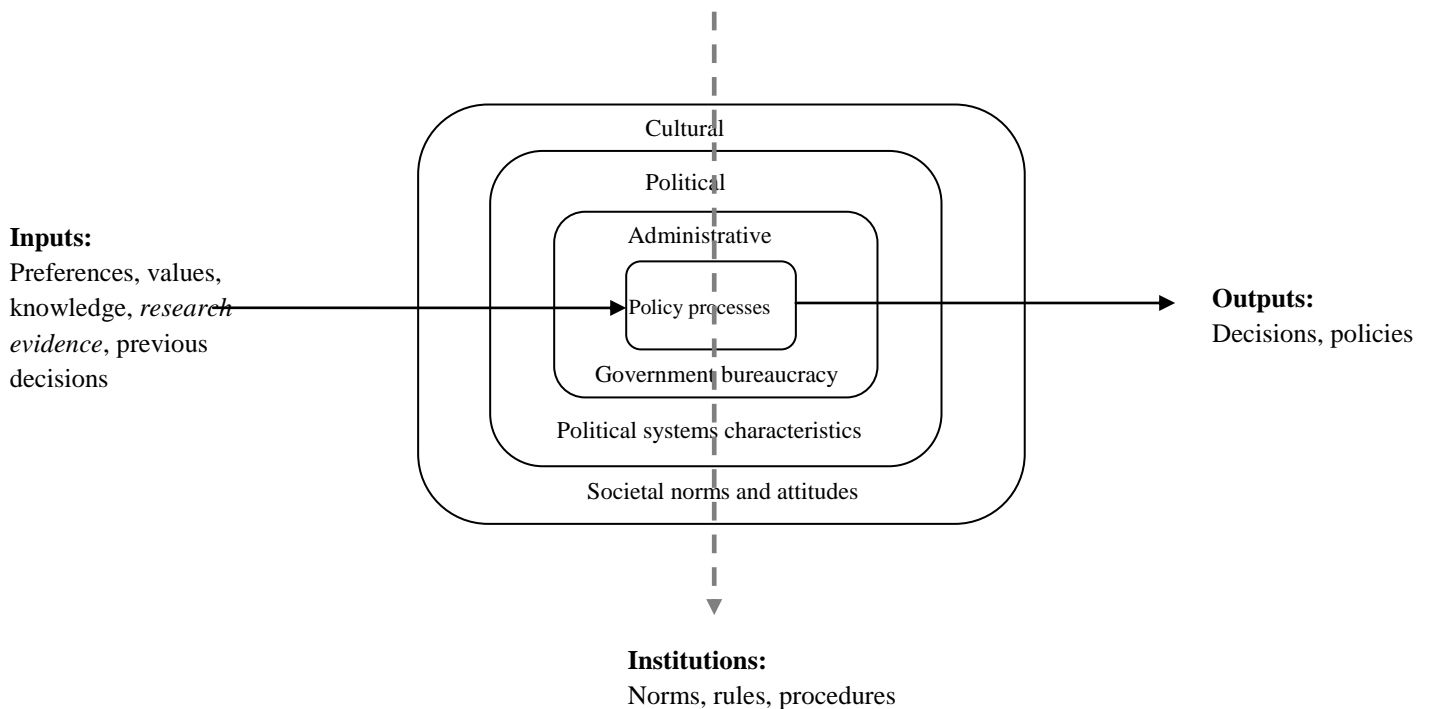 Cultural
Political
Administrative
Policy processes
Government bureaucracy
Political systems characteristics
Societal norms and attitudes
Inputs:
Preferences, values,
knowledge, research
evidence, previous
decisions
Outputs:
Decisions, policies
Institutions:
Norms, rules, procedures